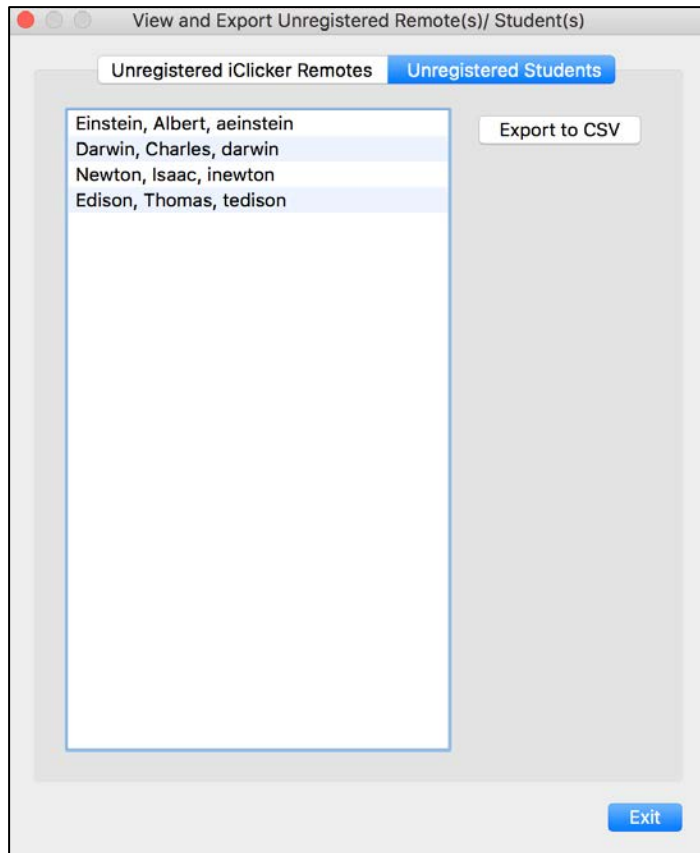 View and Export Unregistered Remote(s)/ Student(s)
Unregistered iClicker Remotes
Unregistered Students
Einstein, Albert, aeinstein
Export to CSV
Darwin, Charles, darwin
Newton, Isaac, inewton
Edison, Thomas, tedison
Exit